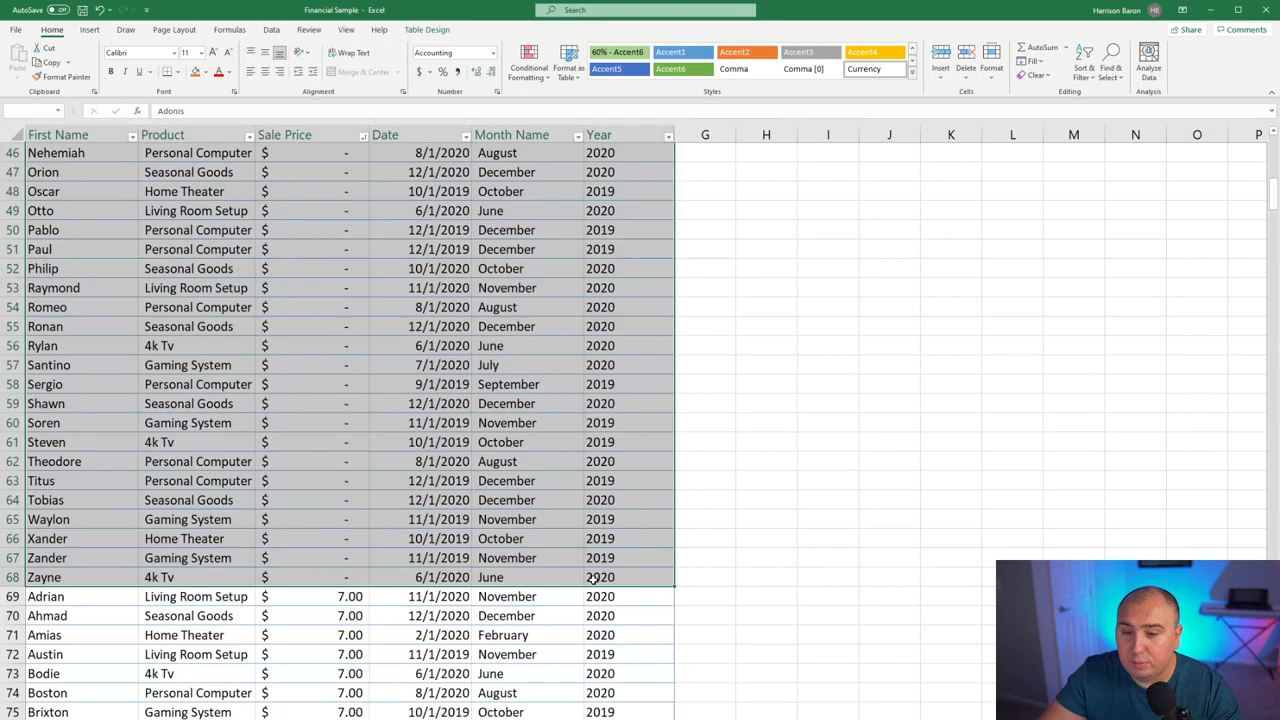 AutoSave Off Financial Sample - Excel Search Harrison Baron HB
File Home Insert Draw Page Layout Formulas Data Review View Help Table Design Share Comments
Paste Cut Copy Format Painter Clipboard
Calibri 11 A A B I U A Font
Wrap Text Merge & Center Alignment
Accounting $ % Number
Conditional Formatting Format as Table
60% - Accent6 Accent1 Accent2 Accent3 Accent4
Accent5 Accent6 Comma Comma [0] Currency
Styles
Insert Delete Format Cells
AutoSum Fill Clear Sort & Filter Find & Select Editing
Analyze Data Analysis
fx Adonis
First Name Product Sale Price Date Month Name Year G H I J K L M N O P
46 Nehemiah Personal Computer $ - 8/1/2020 August 2020
47 Orion Seasonal Goods $ - 12/1/2020 December 2020
48 Oscar Home Theater $ - 10/1/2019 October 2019
49 Otto Living Room Setup $ - 6/1/2020 June 2020
50 Pablo Personal Computer $ - 12/1/2019 December 2019
51 Paul Personal Computer $ - 12/1/2019 December 2019
52 Philip Seasonal Goods $ - 10/1/2020 October 2020
53 Raymond Living Room Setup $ - 11/1/2020 November 2020
54 Romeo Personal Computer $ - 8/1/2020 August 2020
55 Ronan Seasonal Goods $ - 12/1/2020 December 2020
56 Rylan 4k Tv $ - 6/1/2020 June 2020
57 Santino Gaming System $ - 7/1/2020 July 2020
58 Sergio Personal Computer $ - 9/1/2019 September 2019
59 Shawn Seasonal Goods $ - 12/1/2019 December 2019
60 Soren Gaming System $ - 11/1/2019 November 2019
61 Steven 4k Tv $ - 10/1/2019 October 2019
62 Theodore Personal Computer $ - 8/1/2020 August 2020
63 Titus Personal Computer $ - 12/1/2019 December 2019
64 Tobias Seasonal Goods $ - 12/1/2020 December 2020
65 Waylon Gaming System $ - 11/1/2019 November 2019
66 Xander Home Theater $ - 10/1/2019 October 2019
67 Zander Gaming System $ - 11/1/2019 November 2019
68 Zayne 4k Tv $ - 6/1/2020 June 2020
69 Adrian Living Room Setup $ 7.00 11/1/2020 November 2020
70 Ahmad Seasonal Goods $ 7.00 12/1/2020 December 2020
71 Amias Home Theater $ 7.00 2/1/2020 February 2020
72 Austin Living Room Setup $ 7.00 11/1/2019 November 2019
73 Bodie 4k Tv $ 7.00 6/1/2020 June 2020
74 Boston Personal Computer $ 7.00 8/1/2020 August 2020
75 Brixton Gaming System $ 7.00 10/1/2019 October 2019